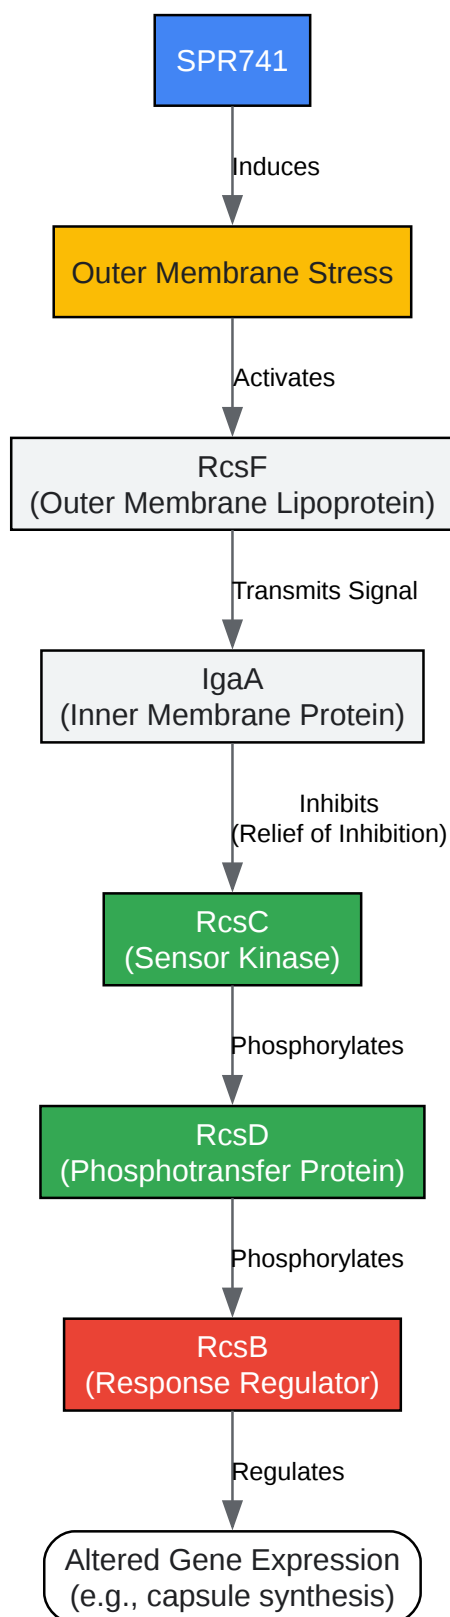 SPR741
Induces
Outer Membrane Stress
Activates
RcsF
(Outer Membrane Lipoprotein)
Transmits Signal
IgaA
(Inner Membrane Protein)
Inhibits
(Relief of Inhibition)
RcsC
(Sensor Kinase)
Phosphorylates
RcsD
(Phosphotransfer Protein)
Phosphorylates
RcsB
(Response Regulator)
Regulates
Altered Gene Expression
(e.g., capsule synthesis)